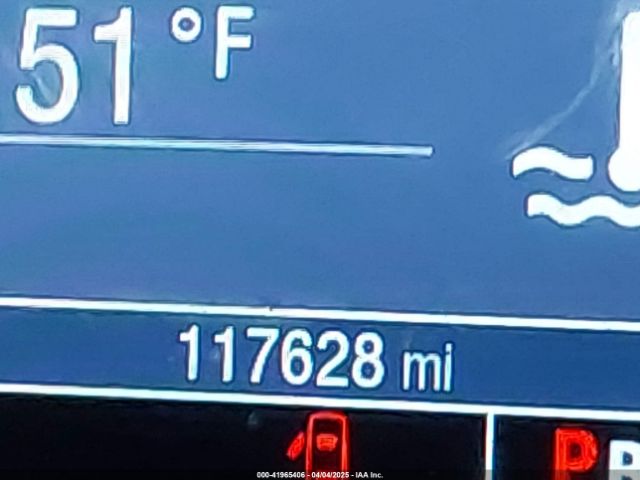 51 °F
117628 mi
P R
000-41965406 - 04/04/2025 - IAA Inc.